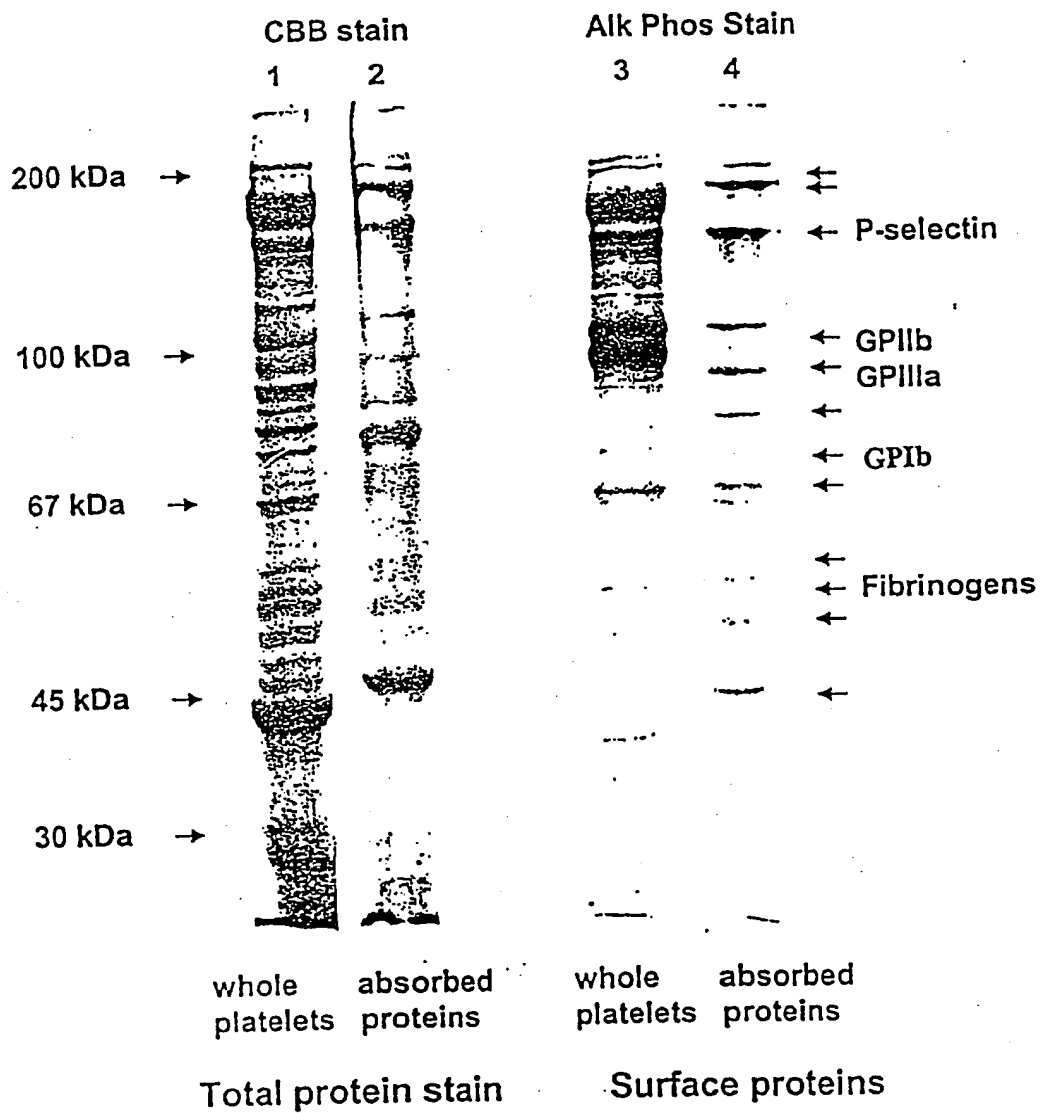 CBB stain
Alk Phos Stain
1
2
3
4
200 kDa
P-selectin
100 kDa
GPIIb
GPIIIa
GPIb
67 kDa
Fibrinogens
45 kDa
30 kDa
whole
platelets
absorbed
proteins
whole
platelets
absorbed
proteins
Total protein stain
Surface proteins